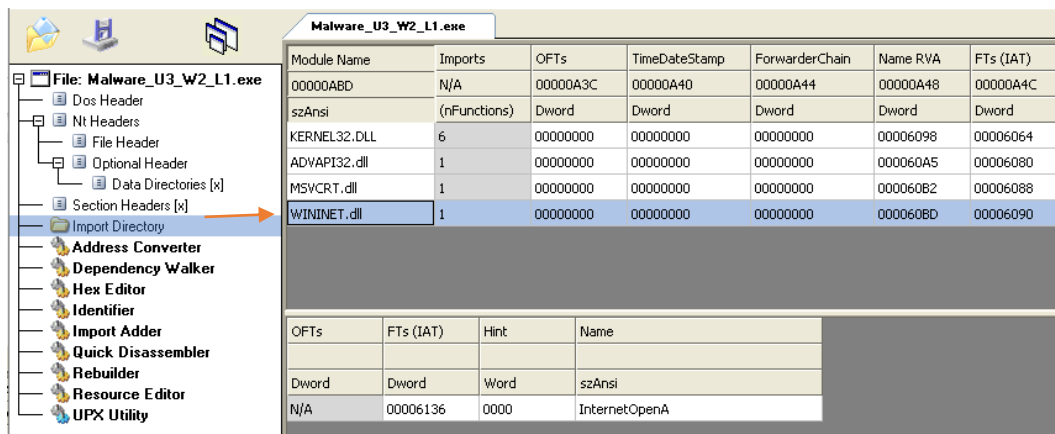 Malware_U3_W2_L1.exe
File: Malware_U3_W2_L1.exe
Dos Header
Nt Headers
File Header
Optional Header
Data Directories [x]
Section Headers [x]
Import Directory
Address Converter
Dependency Walker
Hex Editor
Identifier
Import Adder
Quick Disassembler
Rebuilder
Resource Editor
UPX Utility
Module Name Imports OFTs TimeDateStamp ForwarderChain Name RVA FTs (IAT)
00000ABD N/A 00000A3C 00000A40 00000A44 00000A48 00000A4C
szAnsi (nFunctions) Dword Dword Dword Dword Dword
KERNEL32.DLL 6 00000000 00000000 00000000 00006098 00006064
ADVAPI32.dll 1 00000000 00000000 00000000 000060A5 00006080
MSVCRT.dll 1 00000000 00000000 00000000 000060B2 00006088
WININET.dll 1 00000000 00000000 00000000 000060BD 00006090
OFTs FTs (IAT) Hint Name
Dword Dword Word szAnsi
N/A 00006136 0000 InternetOpenA